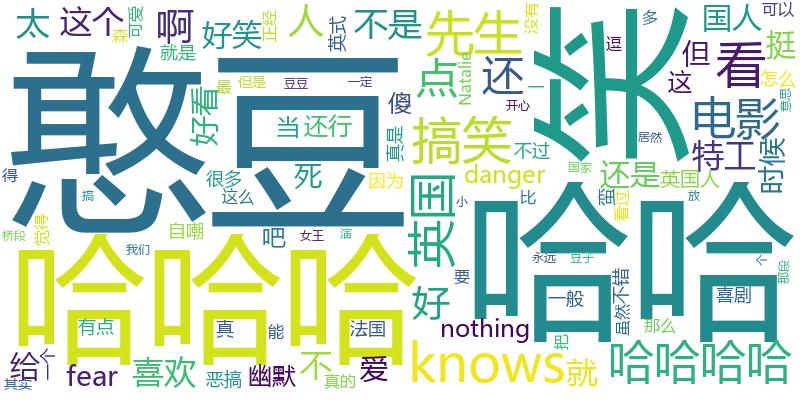 太 这个 啊 好笑 人 不是 英式 先生 没有 多 国人 可以
可爱 森 就是 正经 逗 但 挺
憨豆 笑 看
最 但是 豆豆 一定 傻 点 还 Natalie 开心 一 这 怎么
好看 当 还行 真是 搞笑 不过 居然 电影 特工 意思
得 很多 死 因为 danger 国家 还是 英国人 时候
搞 这么 英国 小 比 蛮 看过 放
桥段 觉得 自嘲 吧 女王 演
哈哈哈 哈哈
我们 要 永远 豆子 个 那段
有点 真 能 法国 好 一般 虽然不错 喜剧
nothing 把 那么
给 个 喜欢 不 爱 knows 就 哈哈哈哈
其实 fear 恶搞 幽默 真的